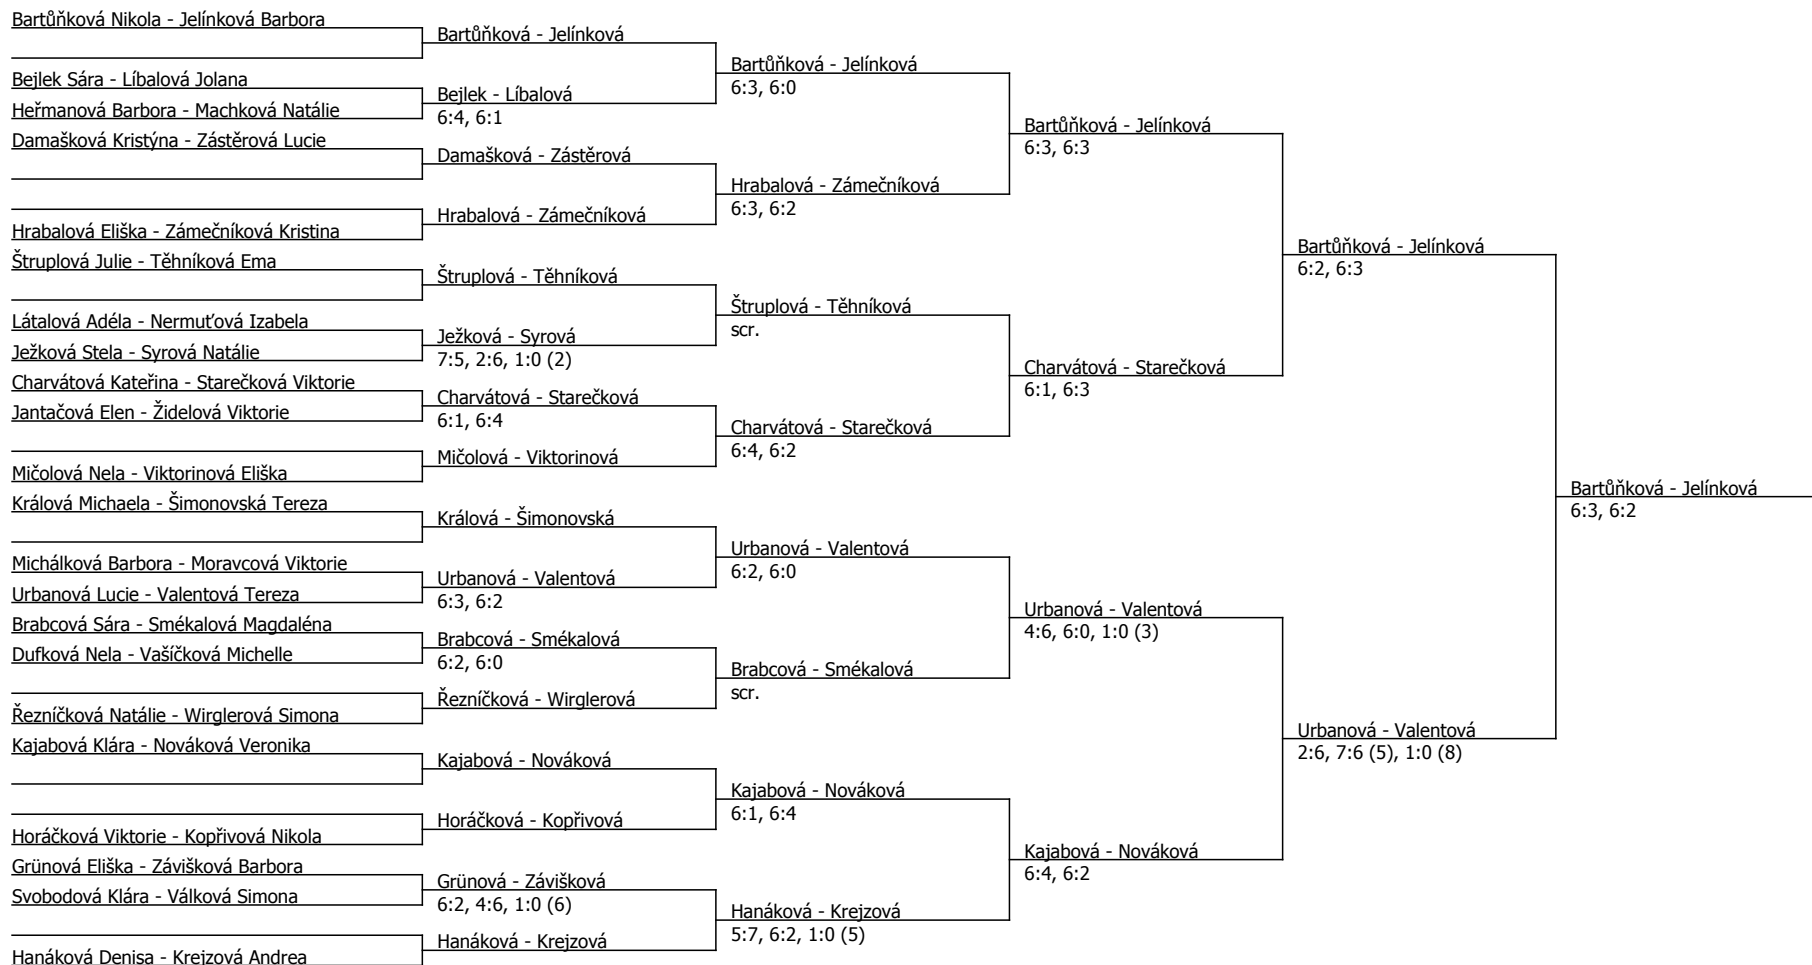 Bartůňková Nikola - Jelínková Barbora
Bejlek Sára - Líbalová Jolana
Heřmanová Barbora - Machková Natálie
Damašková Kristýna - Zástěrová Lucie
Hrabalová Eliška - Zámečníková Kristina
Štruplová Julie - Těhníková Ema
Látalová Adéla - Nermuťová Izabela
Ježková Stela - Syrová Natálie
Charvátová Kateřina - Starečková Viktorie
Jantačová Elen - Židelová Viktorie
Mičolová Nela - Viktorinová Eliška
Králová Michaela - Šimonovská Tereza
Michálková Barbora - Moravcová Viktorie
Urbanová Lucie - Valentová Tereza
Brabcová Sára - Smékalová Magdaléna
Dufková Nela - Vašíčková Michelle
Řezníčková Natálie - Wirglerová Simona
Kajabová Klára - Nováková Veronika
Horáčková Viktorie - Kopřivová Nikola
Grünová Eliška - Závišková Barbora
Svobodová Klára - Válková Simona
Hanáková Denisa - Krejzová Andrea
Bartůňková - Jelínková
Bejlek - Líbalová
6:4, 6:1
Damašková - Zástěrová
Hrabalová - Zámečníková
Štruplová - Těhníková
Ježková - Syrová
7:5, 2:6, 1:0 (2)
Charvátová - Starečková
6:1, 6:4
Mičolová - Viktorinová
Králová - Šimonovská
Urbanová - Valentová
6:3, 6:2
Brabcová - Smékalová
6:2, 6:0
Řezníčková - Wirglerová
Kajabová - Nováková
Horáčková - Kopřivová
Grünová - Závišková
6:2, 4:6, 1:0 (6)
Hanáková - Krejzová
Bartůňková - Jelínková
6:3, 6:0
Hrabalová - Zámečníková
6:3, 6:2
Štruplová - Těhníková
scr.
Charvátová - Starečková
6:4, 6:2
Urbanová - Valentová
6:2, 6:0
Brabcová - Smékalová
scr.
Kajabová - Nováková
6:1, 6:4
Hanáková - Krejzová
5:7, 6:2, 1:0 (5)
Bartůňková - Jelínková
6:3, 6:3
Charvátová - Starečková
6:1, 6:3
Urbanová - Valentová
4:6, 6:0, 1:0 (3)
Kajabová - Nováková
6:4, 6:2
Bartůňková - Jelínková
6:2, 6:3
Urbanová - Valentová
2:6, 7:6 (5), 1:0 (8)
Bartůňková - Jelínková
6:3, 6:2